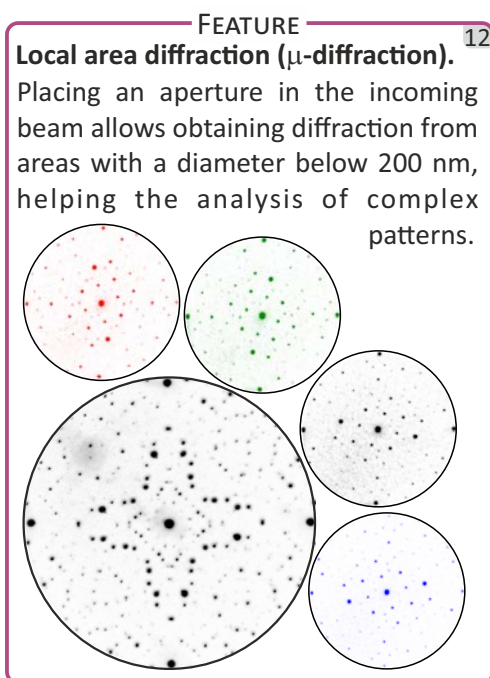 FEATURE
12
Local area diffraction (μ-diffraction).
Placing an aperture in the incoming
beam allows obtaining diffraction from
areas with a diameter below 200 nm,
helping the analysis of complex
patterns.